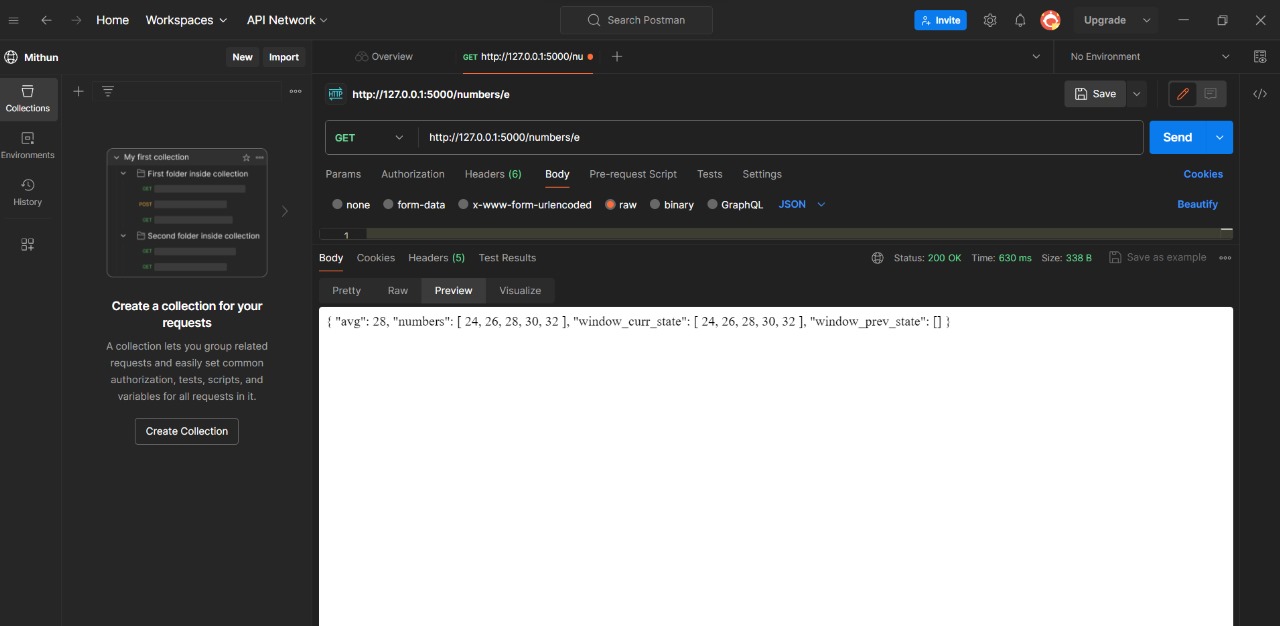 Home Workspaces API Network Search Postman Invite Upgrade
Mithun New Import Overview GET http://127.0.0.1:5000/nu No Environment
Collections
Environments
History
My first collection
First folder inside collection
GET
POST
GET
Second folder inside collection
GET
GET
Create a collection for your
requests
A collection lets you group related
requests and easily set common
authorization, tests, scripts, and
variables for all requests in it.
Create Collection
HTTP http://127.0.0.1:5000/numbers/e Save
GET http://127.0.0.1:5000/numbers/e Send
Params Authorization Headers (6) Body Pre-request Script Tests Settings Cookies
none form-data x-www-form-urlencoded raw binary GraphQL JSON Beautify
1
Body Cookies Headers (5) Test Results Status: 200 OK Time: 630 ms Size: 338 B Save as example
Pretty Raw Preview Visualize
{ "avg": 28, "numbers": [ 24, 26, 28, 30, 32 ], "window_curr_state": [ 24, 26, 28, 30, 32 ], "window_prev_state": [] }